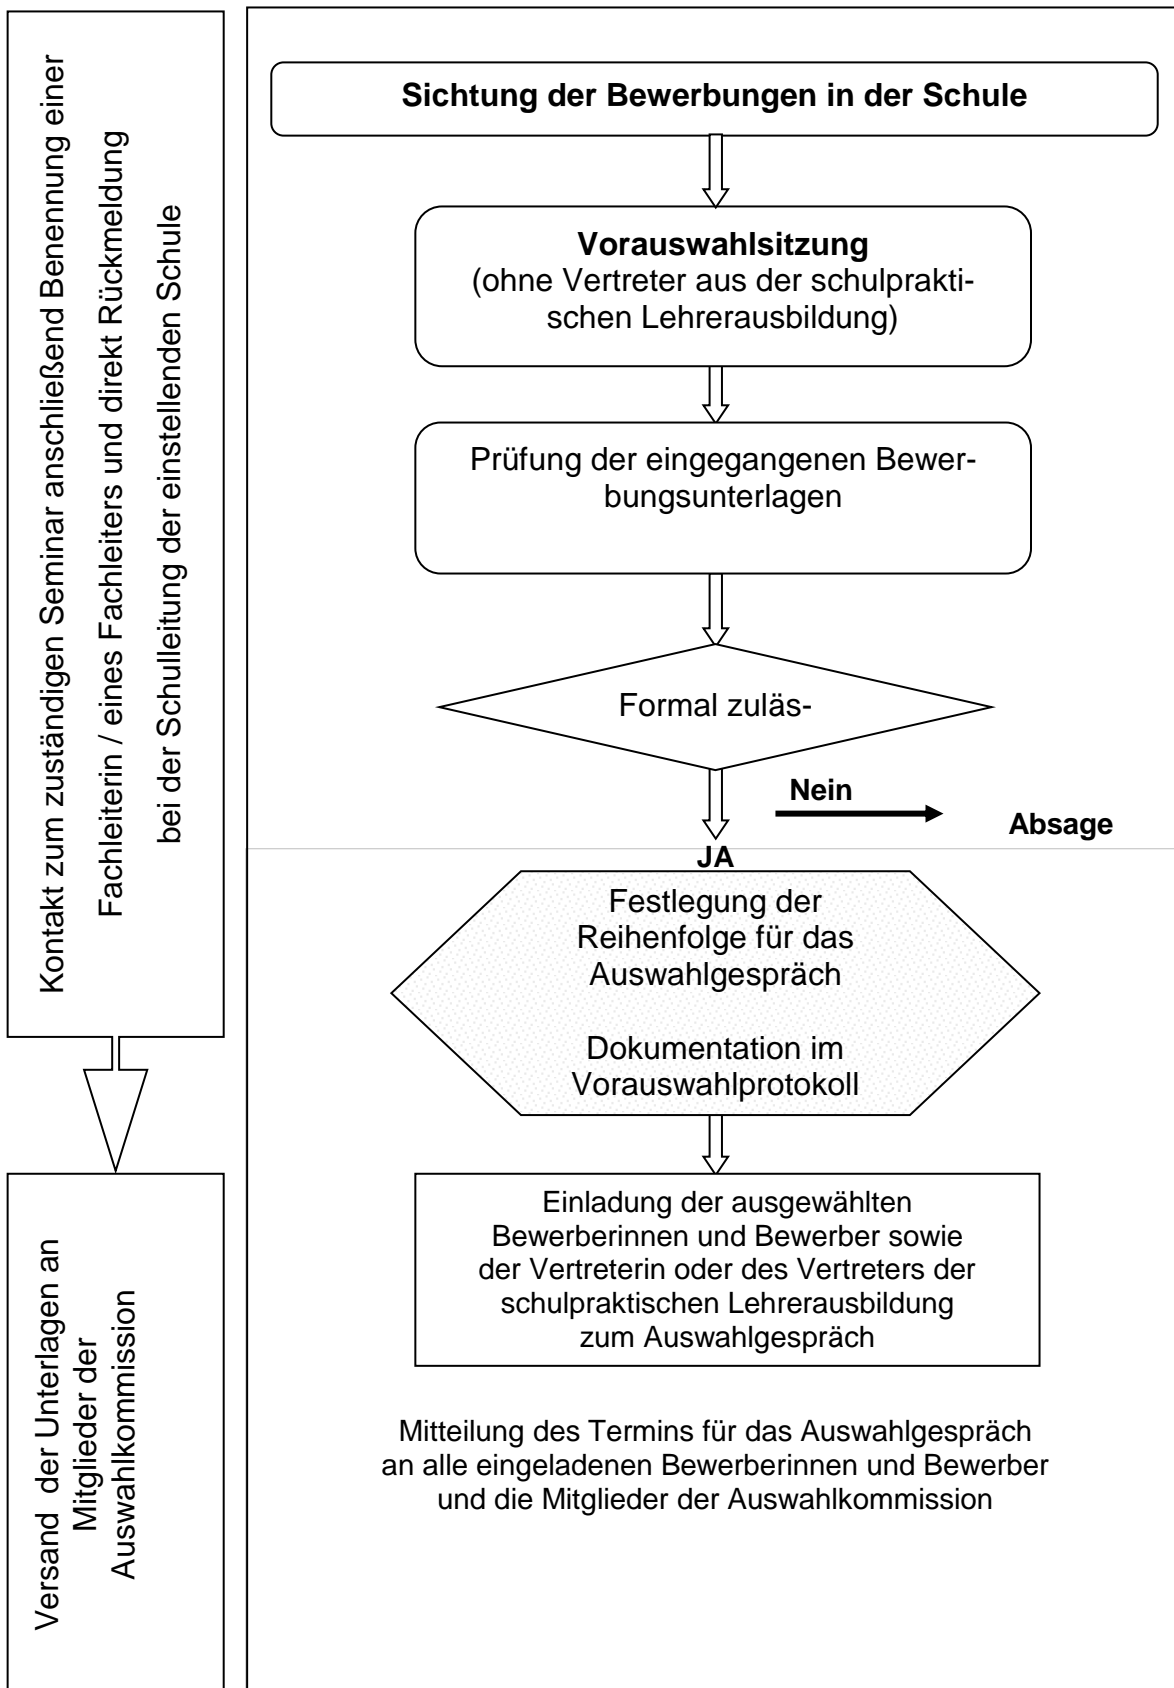 Kontakt zum zuständigen Seminar anschließend Benennung einer
Fachleiterin / eines Fachleiters und direkt Rückmeldung
bei der Schulleitung der einstellenden Schule
Versand der Unterlagen an
Mitglieder der
Auswahlkommission
Sichtung der Bewerbungen in der Schule
Vorauswahlsitzung
(ohne Vertreter aus der schulprakti-
schen Lehrerausbildung)
Prüfung der eingegangenen Bewer-
bungsunterlagen
Formal zuläs-
Nein
Absage
JA
Festlegung der
Reihenfolge für das
Auswahlgespräch
Dokumentation im
Vorauswahlprotokoll
Einladung der ausgewählten
Bewerberinnen und Bewerber sowie
der Vertreterin oder des Vertreters der
schulpraktischen Lehrerausbildung
zum Auswahlgespräch
Mitteilung des Termins für das Auswahlgespräch
an alle eingeladenen Bewerberinnen und Bewerber
und die Mitglieder der Auswahlkommission